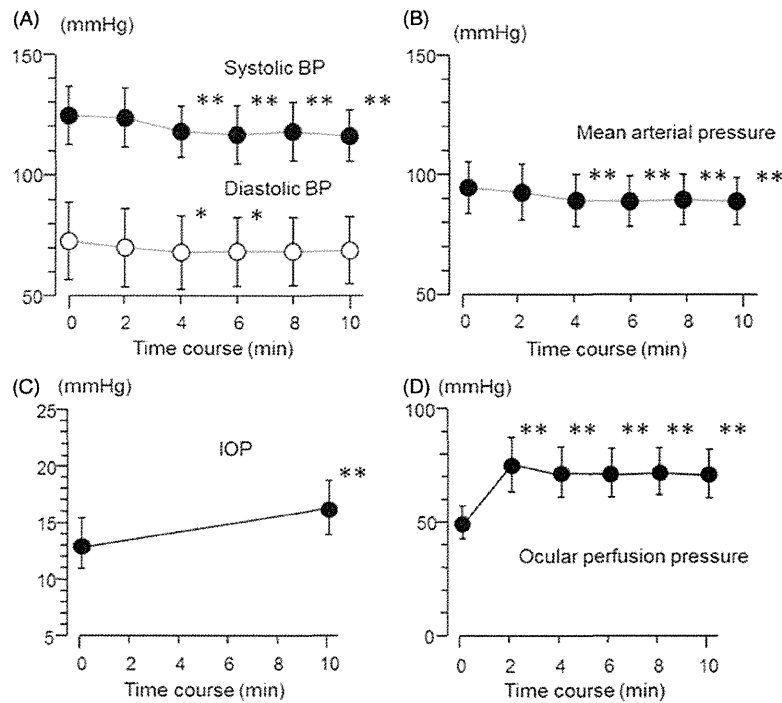 (A)
(mmHg)
150
100
50
Systolic BP
** ** ** **
Diastolic BP
* *
0 2 4 6 8 10
Time course (min)
(B)
(mmHg)
150
100
50
Mean arterial pressure
** ** ** **
0 2 4 6 8 10
Time course (min)
(C)
(mmHg)
25
20
15
10
5
IOP
**
0 2 4 6 8 10
Time course (min)
(D)
(mmHg)
100
50
0
** ** ** ** **
Ocular perfusion pressure
0 2 4 6 8 10
Time course (min)